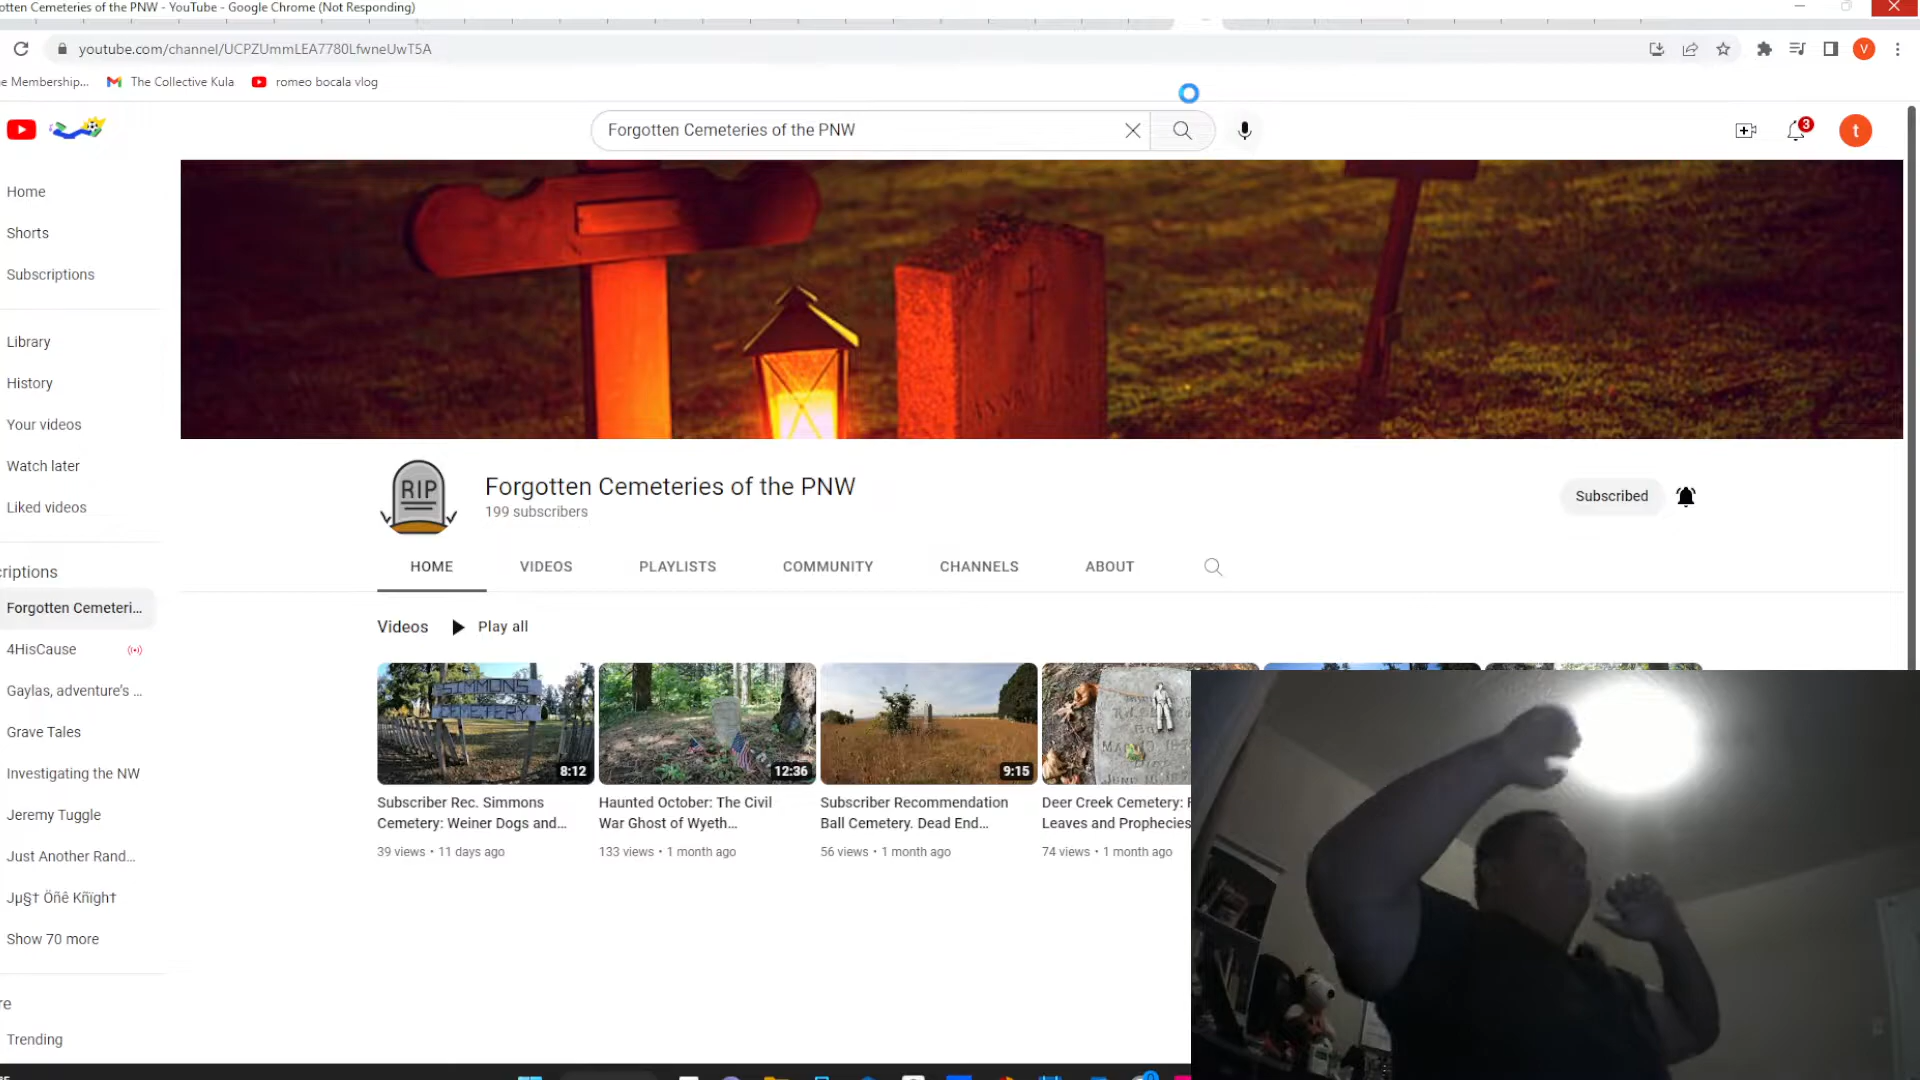 otten Cemeteries of the PNW - YouTube - Google Chrome (Not Responding)
youtube.com/channel/UCPZUmmLEA7780LfwneUwT5A
e Membership... The Collective Kula romeo bocala vlog
Forgotten Cemeteries of the PNW
3
t
V
Home
Shorts
Subscriptions
Library
History
Your videos
Watch later
Liked videos
criptions
Forgotten Cemeteri...
4HisCause
Gaylas, adventure's ...
Grave Tales
Investigating the NW
Jeremy Tuggle
Just Another Rand...
Jµ§† Öñê Kñïght
Show 70 more
re
Trending
RIP
Forgotten Cemeteries of the PNW
199 subscribers
Subscribed
HOME VIDEOS PLAYLISTS COMMUNITY CHANNELS ABOUT
Videos Play all
SIMMONS
CEMETERY
8:12
12:36
9:15
Subscriber Rec. Simmons
Cemetery: Weiner Dogs and...
39 views • 11 days ago
Haunted October: The Civil
War Ghost of Wyeth...
133 views • 1 month ago
Subscriber Recommendation
Ball Cemetery. Dead End...
56 views • 1 month ago
Deer Creek Cemetery: F
Leaves and Prophecies
74 views • 1 month ago